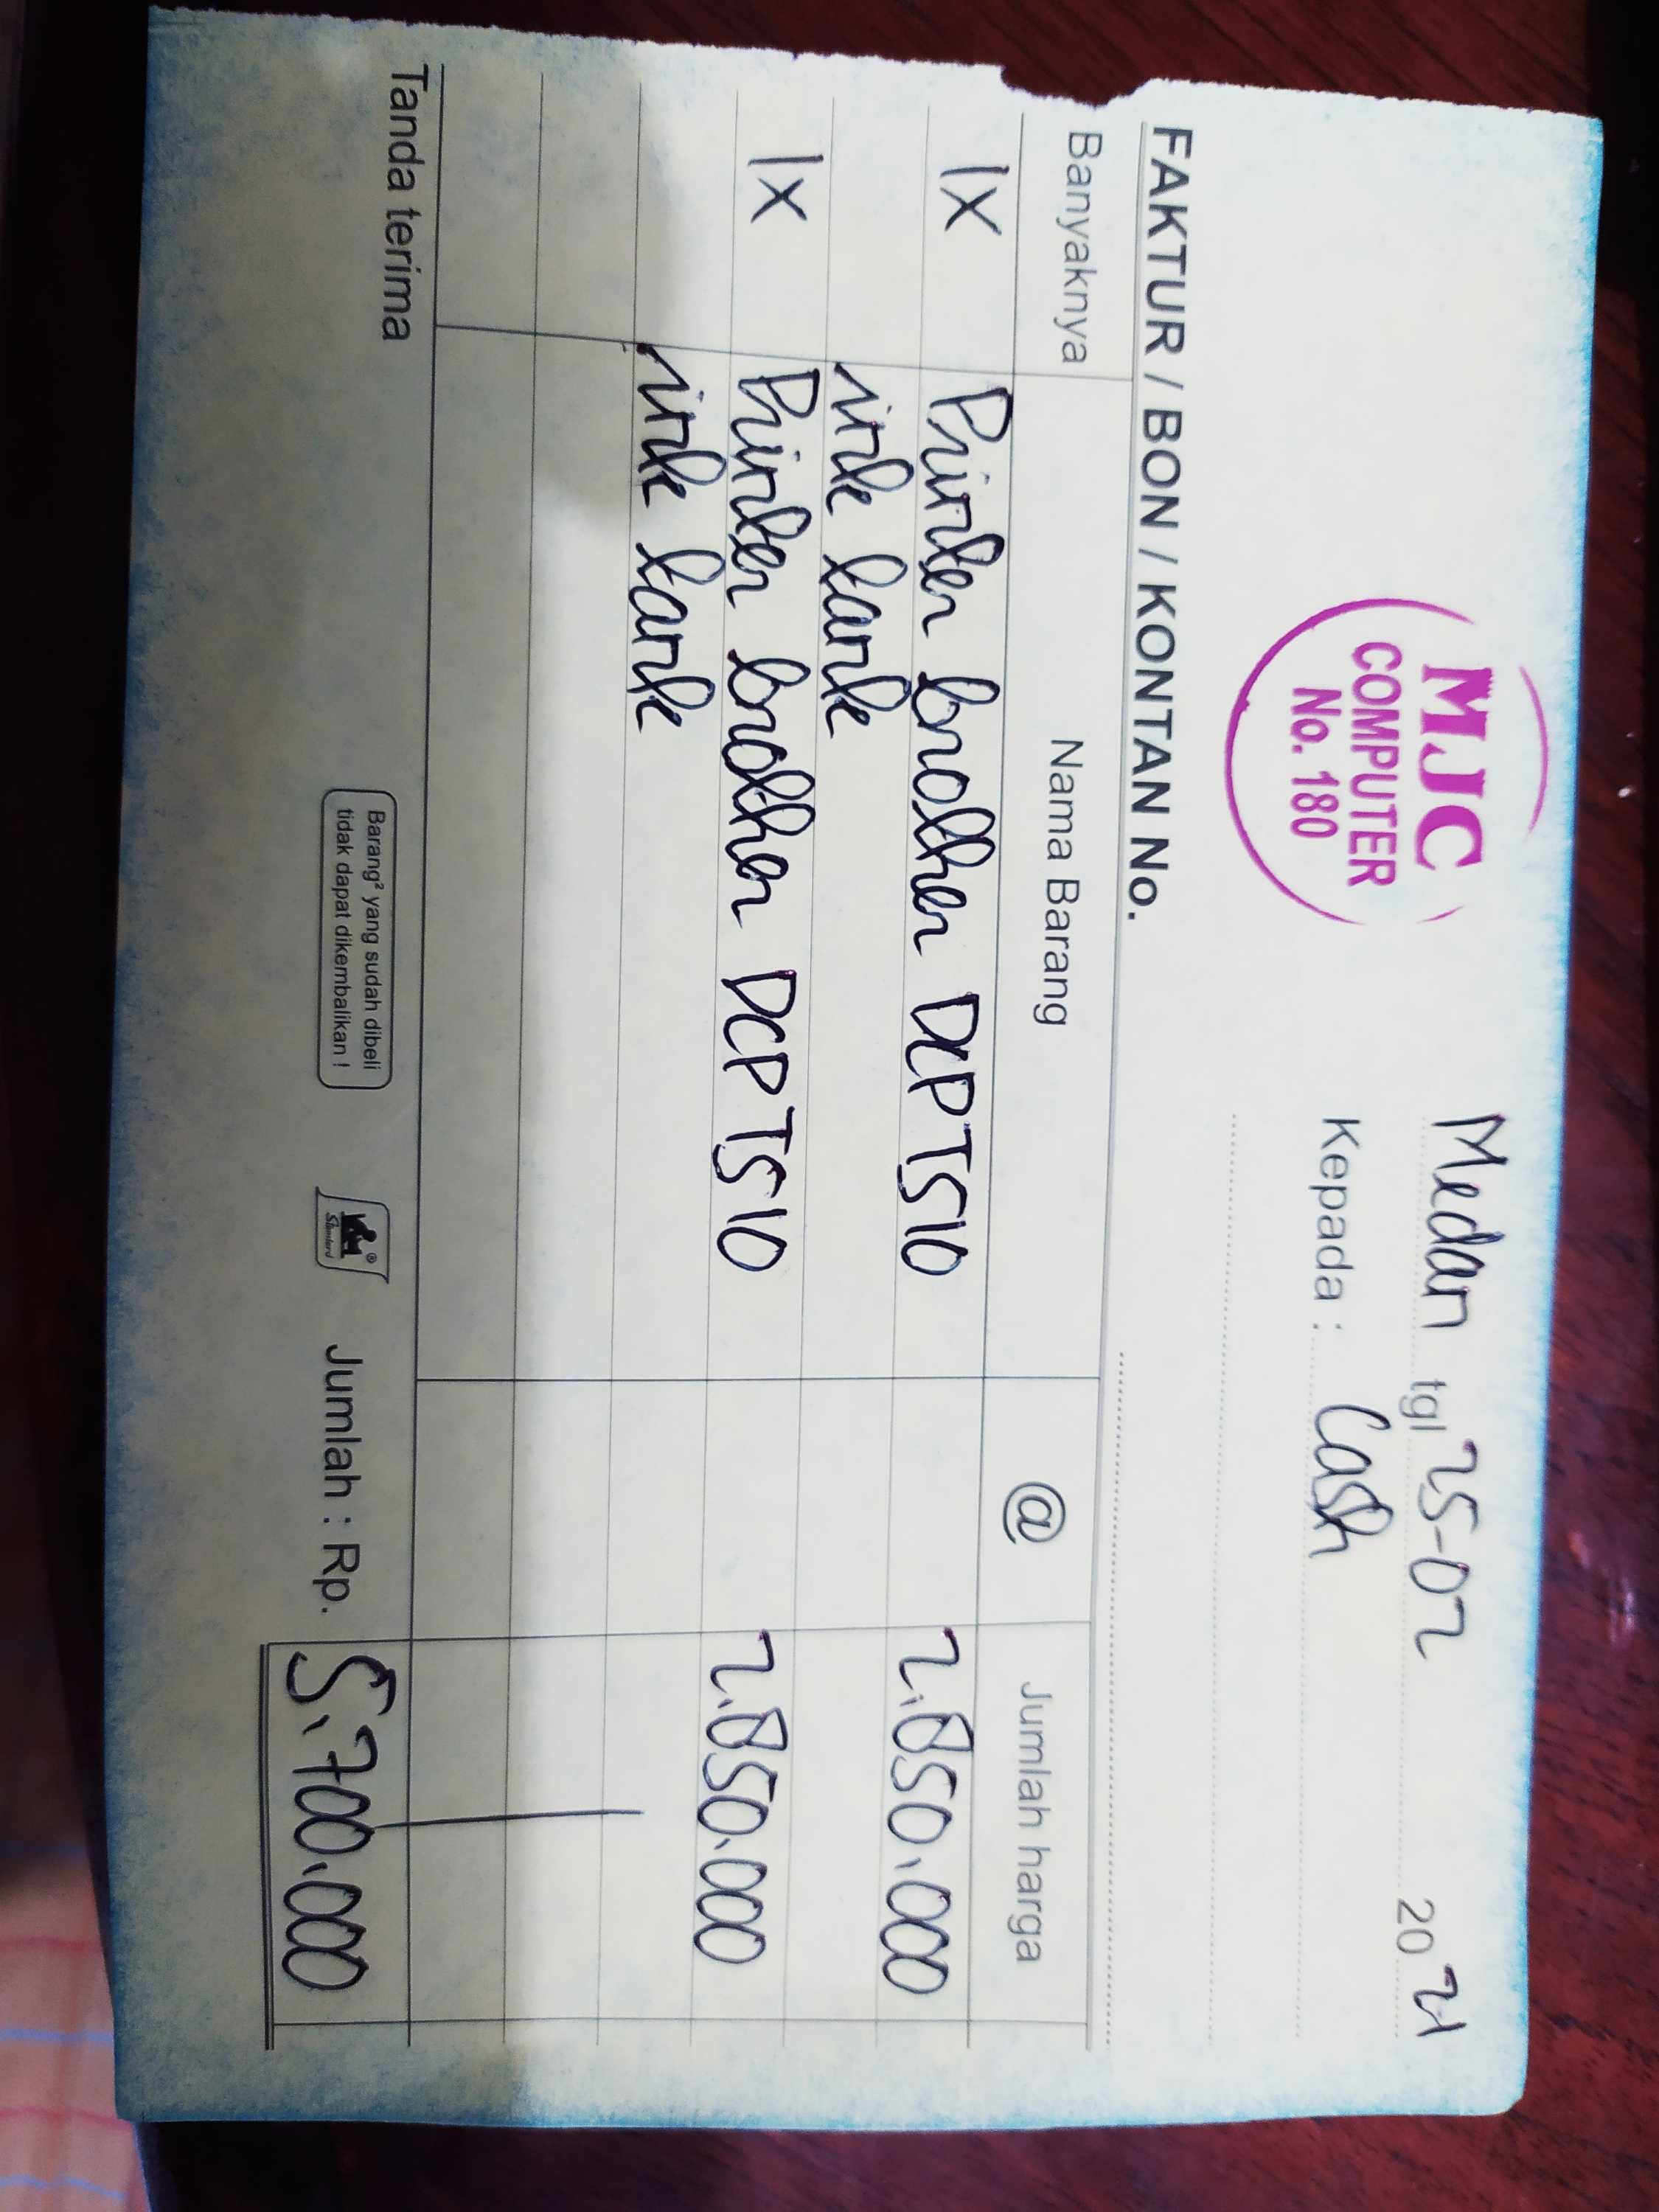 MJC
COMPUTER
No. 180
Medan tgl 25-02 2021
Kepada : Cash
FAKTUR / BON / KONTAN No.
Banyaknya Nama Barang @ Jumlah harga
1x Printer brother DCP T510 2.850.000
ink tank
1x Printer brother DCP T510 2.850.000
ink tank
Tanda terima
Barang² yang sudah dibeli
tidak dapat dikembalikan !
Standard ®
Jumlah : Rp. 5.700.000